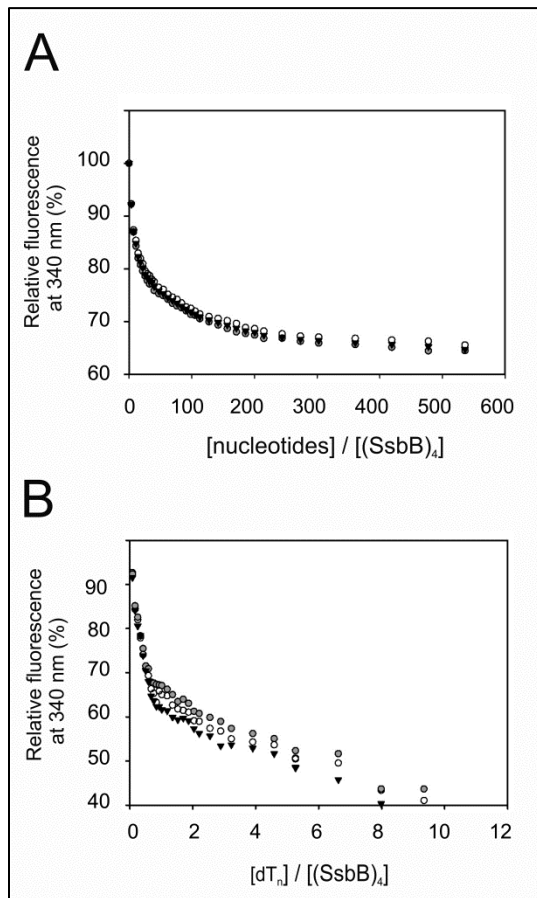 A
Relative fluorescence
at 340 nm (%)
100
90
80
70
60
0 100 200 300 400 500 600
[nucleotides] / [(SsbB)₄]
B
Relative fluorescence
at 340 nm (%)
90
80
70
60
50
40
0 2 4 6 8 10 12
[dTₙ] / [(SsbB)₄]